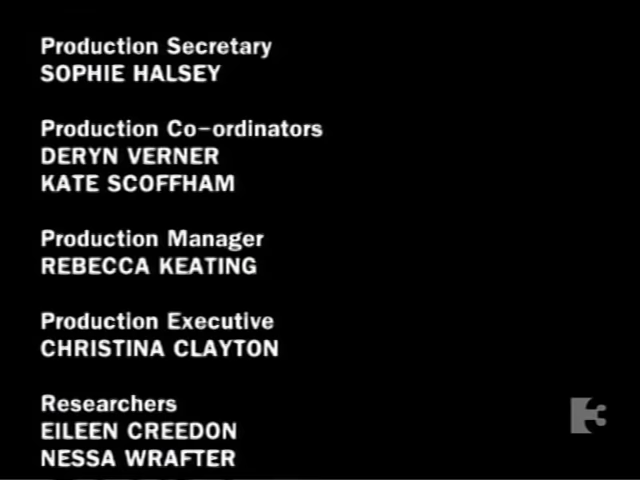 Production Secretary
SOPHIE HALSEY
Production Co-ordinators
DERYN VERNER
KATE SCOFFHAM
Production Manager
REBECCA KEATING
Production Executive
CHRISTINA CLAYTON
Researchers
EILEEN CREEDON
NESSA WRAFTER
3